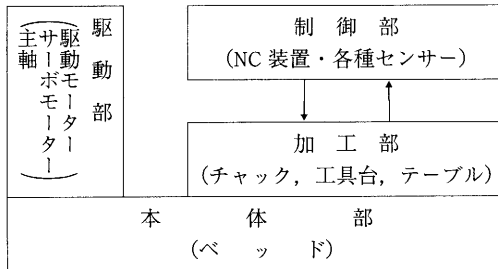 駆動部
(駆動モーター
サーボモーター
主軸)
制御部
(NC装置・各種センサー)
加工部
(チャック，工具台，テーブル)
本体部
(ベッド)